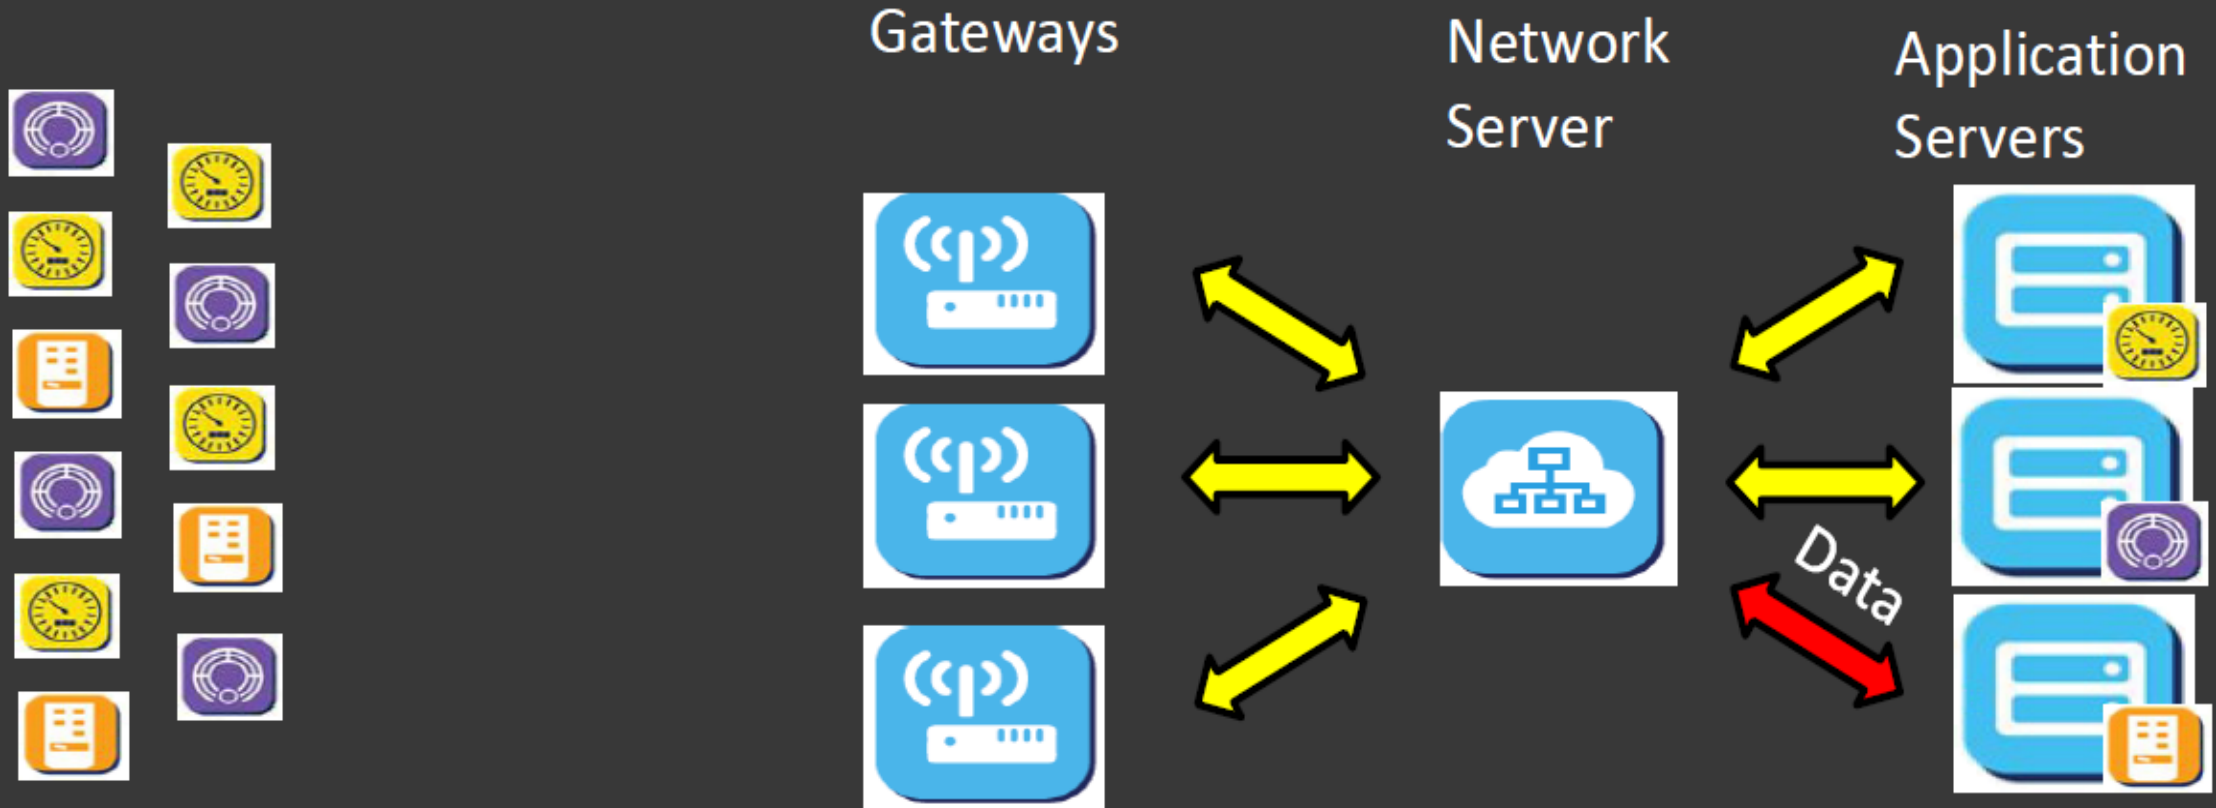 Gateways
Network
Server
Application
Servers
Data